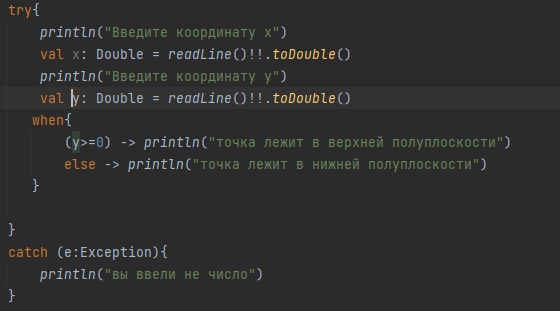 try{
println("Введите координату x")
val x: Double = readLine()!!.toDouble()
println("Введите координату y")
val y: Double = readLine()!!.toDouble()
when{
(y>=0) -> println("точка лежит в верхней полуплоскости")
else -> println("точка лежит в нижней полуплоскости")
}
}
catch (e:Exception){
println("вы ввели не число")
}